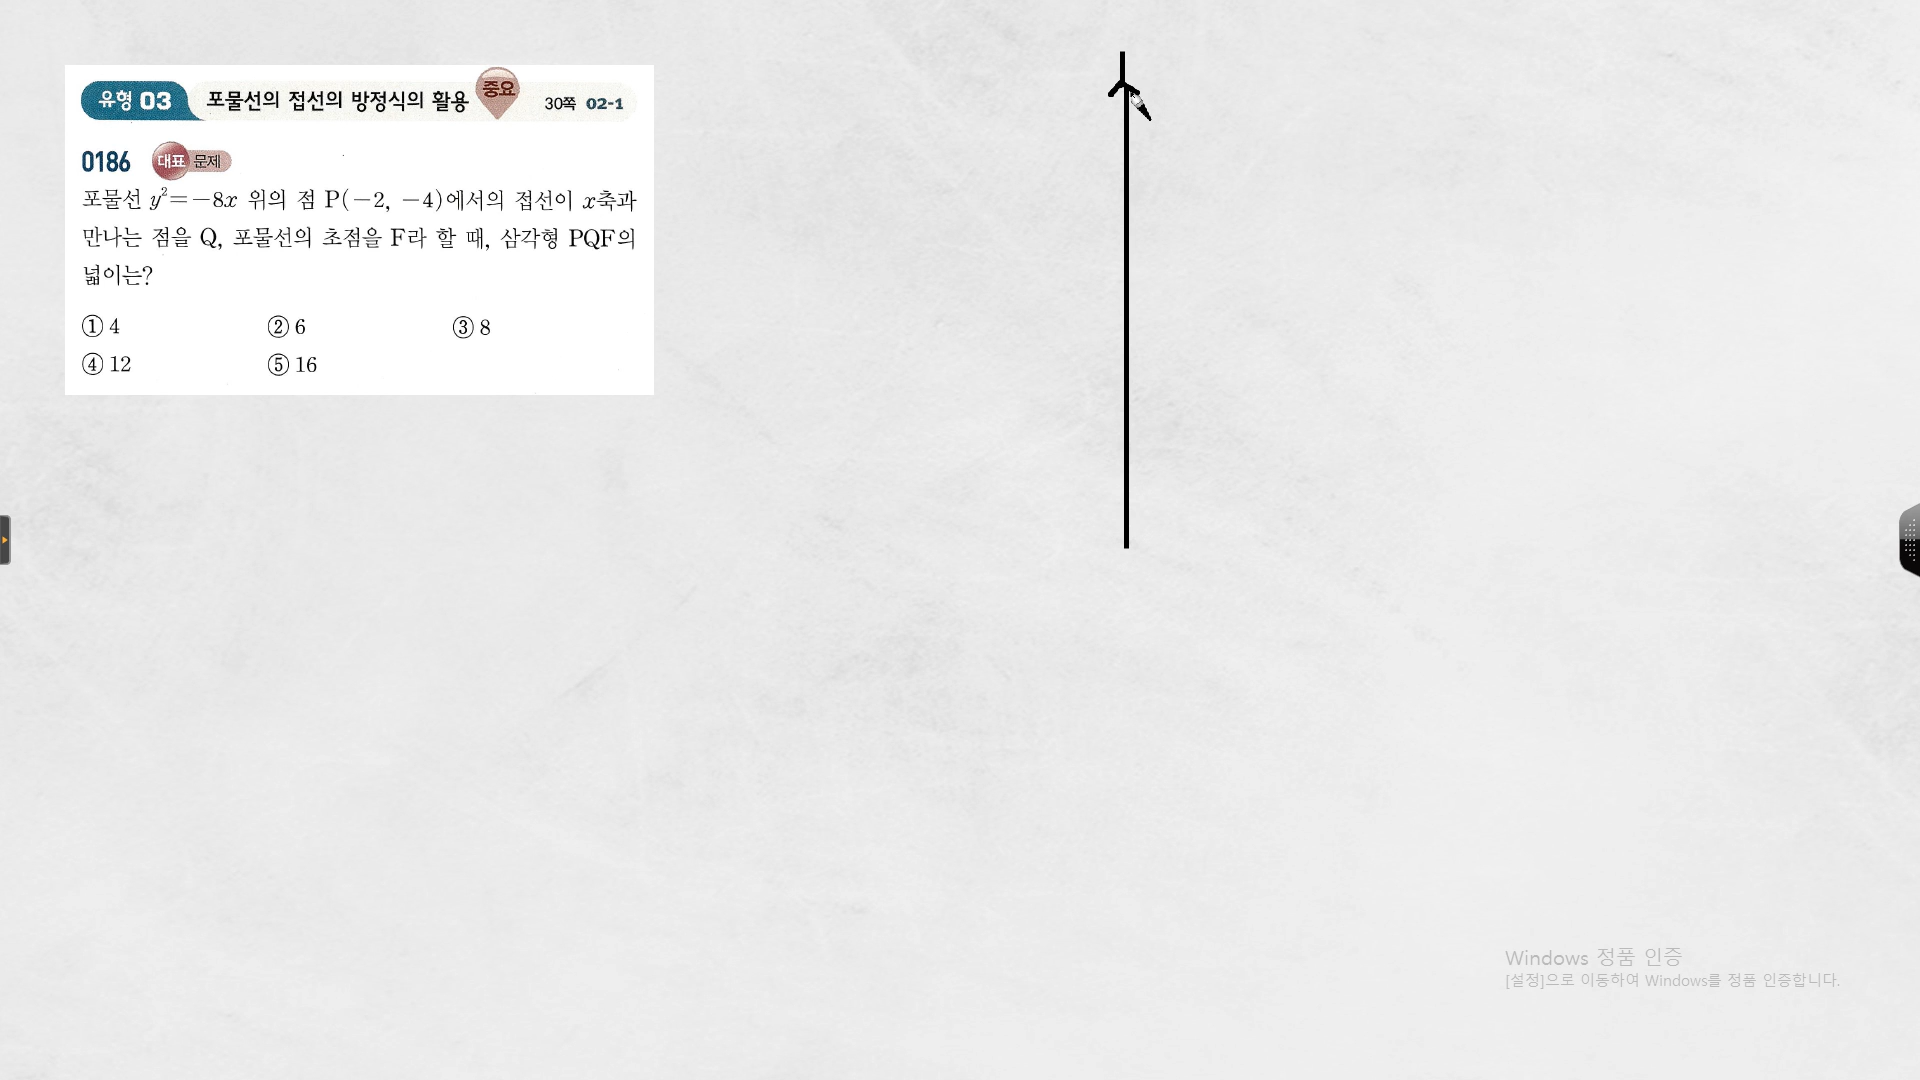 유형 03 포물선의 접선의 방정식의 활용 중요 30쪽 02-1
0186 대표 문제
포물선 y²=-8x 위의 점 P(-2, -4)에서의 접선이 x축과
만나는 점을 Q, 포물선의 초점을 F라 할 때, 삼각형 PQF의
넓이는?
① 4 ② 6 ③ 8
④ 12 ⑤ 16
Windows 정품 인증
[설정]으로 이동하여 Windows를 정품 인증합니다.